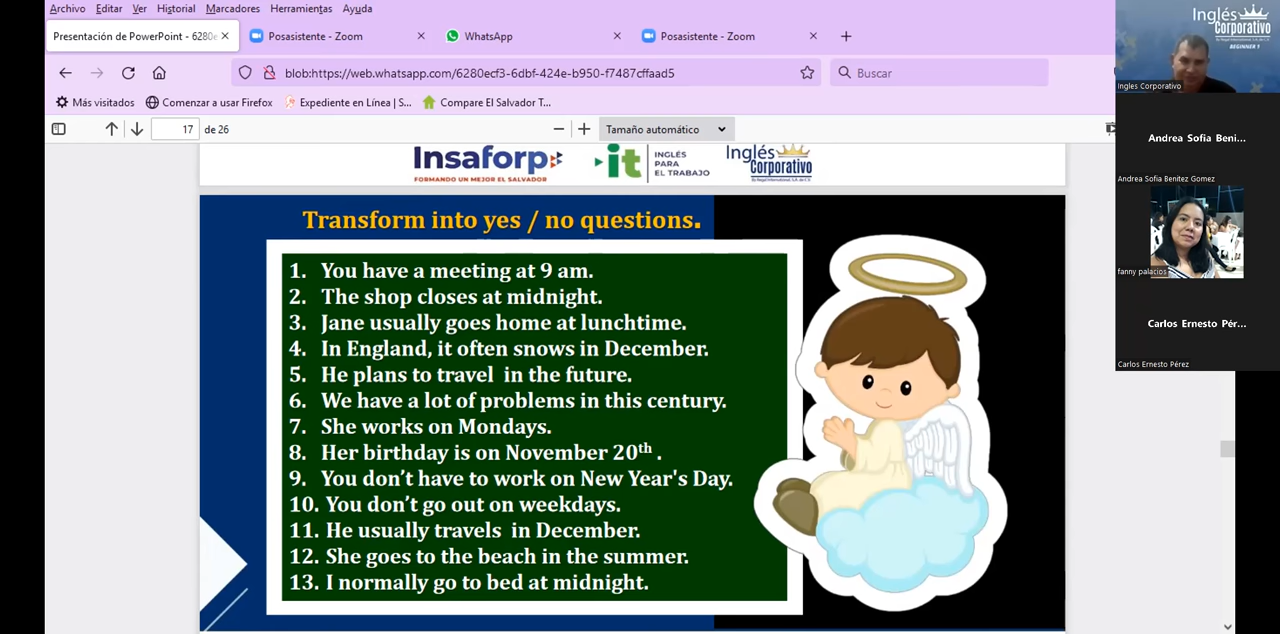 Archivo Editar Ver Historial Marcadores Herramientas Ayuda
Presentación de PowerPoint - 6280e
Posasistente - Zoom
WhatsApp
Posasistente - Zoom
blob:https://web.whatsapp.com/6280ecf3-6dbf-424e-b950-f7487cffaad5
Buscar
Más visitados
Comenzar a usar Firefox
Expediente en Línea | S...
Compare El Salvador T...
17 de 26
Tamaño automático
Insaforp
FORMANDO UN MEJOR EL SALVADOR
it
INGLÉS
PARA
EL TRABAJO
Inglés
Corporativo
By Regal International, S.A. de C.V.
Transform into yes / no questions.
1. You have a meeting at 9 am.
2. The shop closes at midnight.
3. Jane usually goes home at lunchtime.
4. In England, it often snows in December.
5. He plans to travel in the future.
6. We have a lot of problems in this century.
7. She works on Mondays.
8. Her birthday is on November 20th .
9. You don't have to work on New Year's Day.
10. You don't go out on weekdays.
11. He usually travels in December.
12. She goes to the beach in the summer.
13. I normally go to bed at midnight.
Inglés
Corporativo
By Regal International, S.A. de C.V.
BEGINNER 1
Ingles Corporativo
Andrea Sofia Beni...
Andrea Sofia Benitez Gomez
fanny palacios
Carlos Ernesto Pér...
Carlos Ernesto Pérez